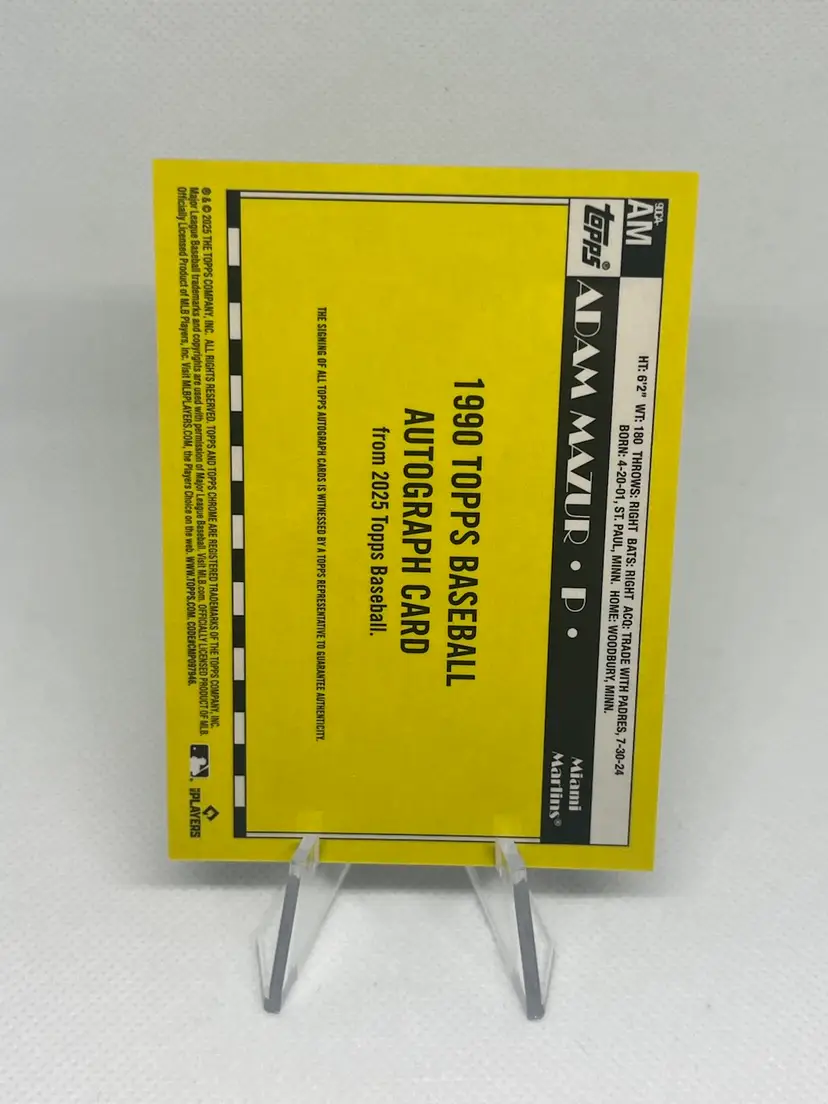 90DA-
AM
HT: 6'2" WT: 180 THROWS: RIGHT BATS: RIGHT ACQ: TRADE WITH PADRES, 7-30-24
BORN: 4-20-01, ST. PAUL, MINN. HOME: WOODBURY, MINN.
topps®
ADAM MAZUR • P •
Miami
Marlins®
1990 TOPPS BASEBALL
AUTOGRAPH CARD
from 2025 Topps Baseball.
THE SIGNING OF ALL TOPPS AUTOGRAPH CARDS IS WITNESSED BY A TOPPS REPRESENTATIVE TO GUARANTEE AUTHENTICITY.
® & © 2025 THE TOPPS COMPANY, INC. ALL RIGHTS RESERVED. TOPPS AND TOPPS CHROME ARE REGISTERED TRADEMARKS OF THE TOPPS COMPANY, INC.
Major League Baseball trademarks and copyrights are used with permission of Major League Baseball. Visit MLB.com. OFFICIALLY LICENSED PRODUCT OF MLB
Officially Licensed Product of MLB Players, Inc. Visit MLBPLAYERS.COM, the Players Choice on the web. WWW.TOPPS.COM. CODE#CMP097946.
PLAYERS